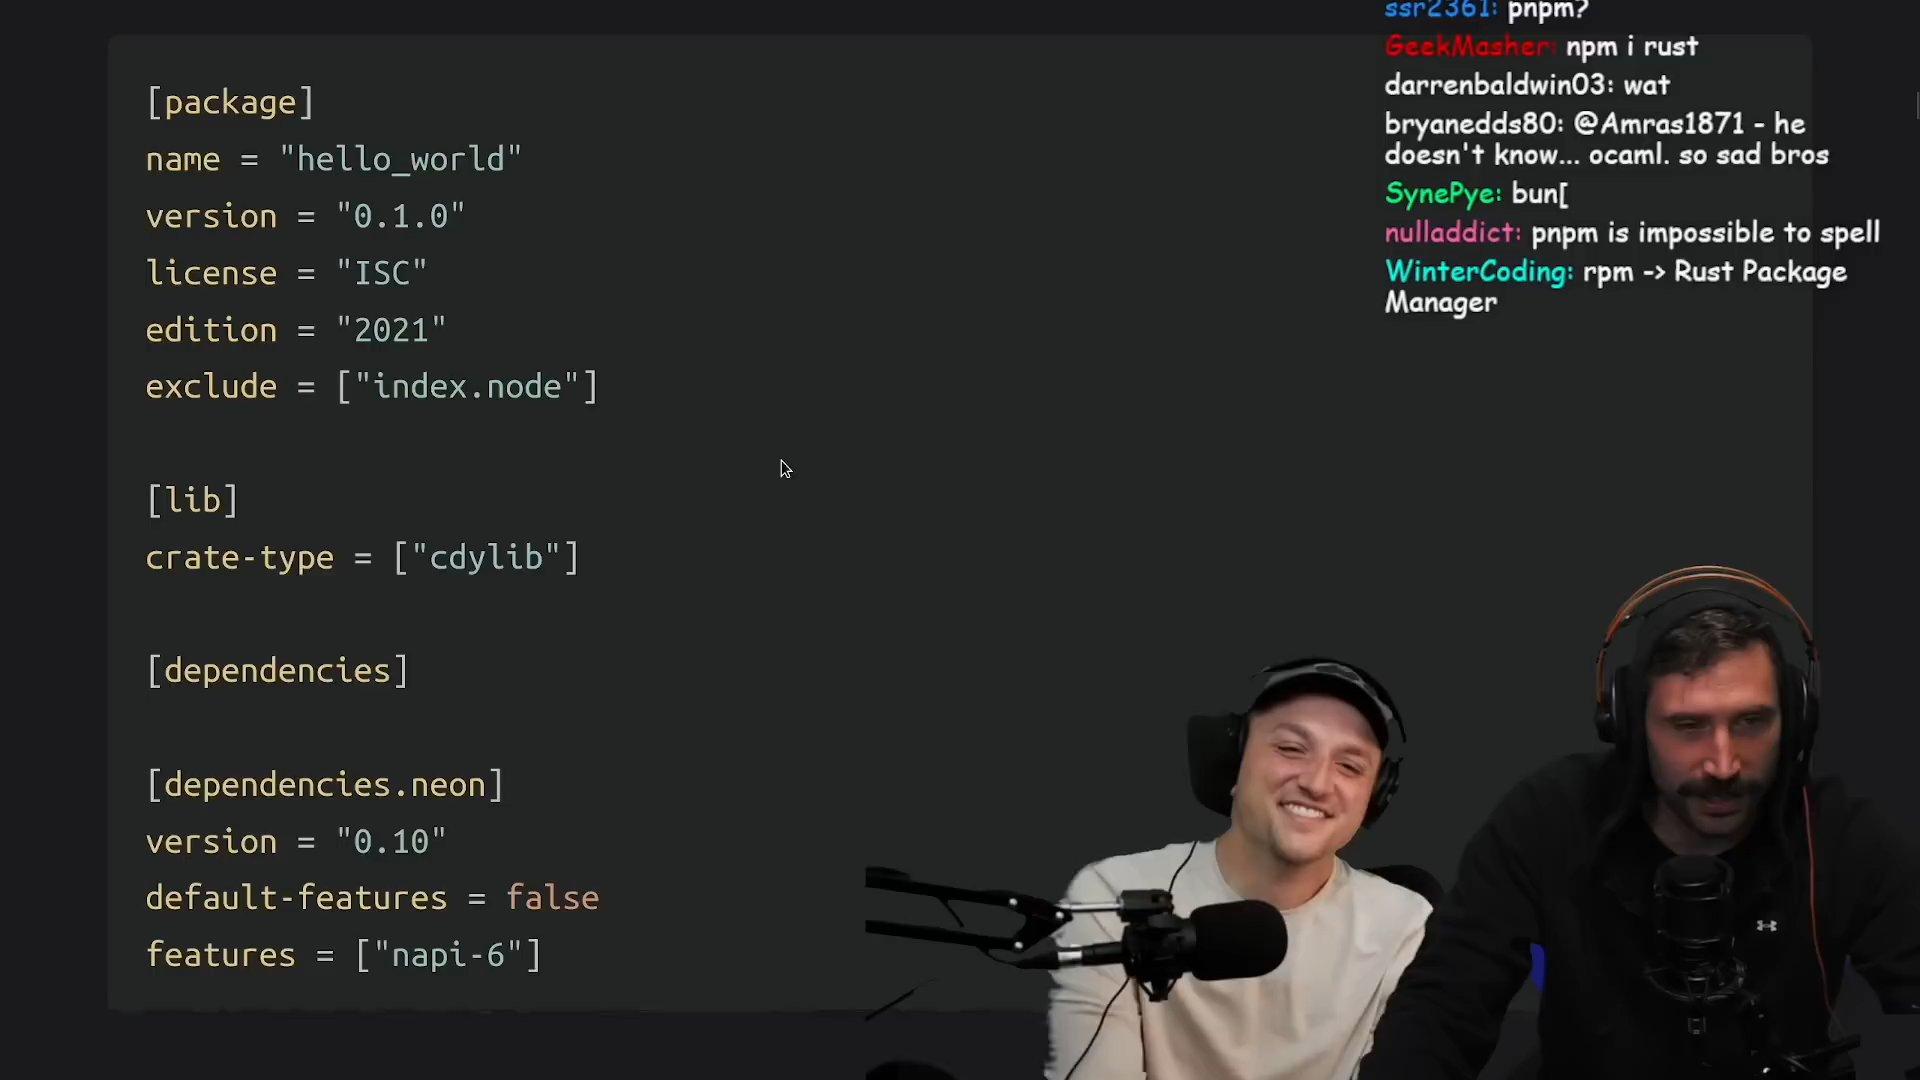 [package]
name = "hello_world"
version = "0.1.0"
license = "ISC"
edition = "2021"
exclude = ["index.node"]
[lib]
crate-type = ["cdylib"]
[dependencies]
[dependencies.neon]
version = "0.10"
default-features = false
features = ["napi-6"]
ssr2361: pnpm?
GeekMasher: npm i rust
darrenbaldwin03: wat
bryanedds80: @Amras1871 - he
doesn't know... ocaml. so sad bros
SynePye: bun[
nulladdict: pnpm is impossible to spell
WinterCoding: rpm -> Rust Package
Manager